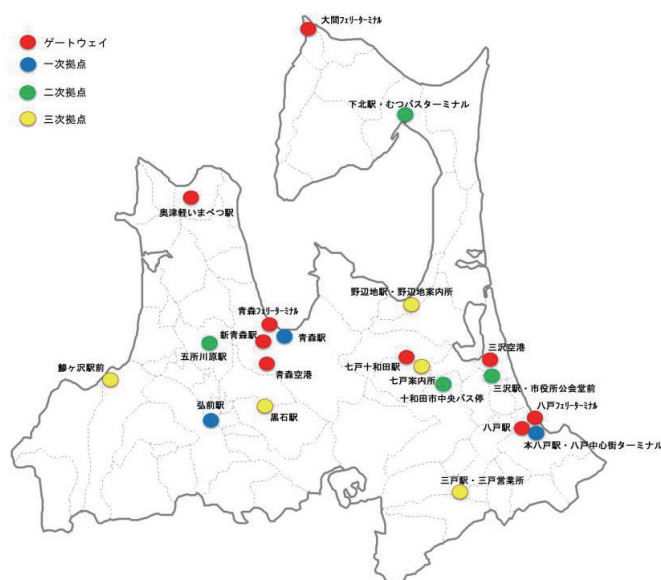 ゲートウェイ
一次拠点
二次拠点
三次拠点
大間フェリーターミナル
下北駅・むつバスターミナル
奥津軽いまべつ駅
野辺地駅・野辺地案内所
青森フェリーターミナル
新青森駅
青森駅
五所川原駅
青森空港
鰺ヶ沢駅前
弘前駅
黒石駅
七戸十和田駅
七戸案内所
十和田市中央バス停
三沢空港
三沢駅・市役所公会堂前
八戸フェリーターミナル
八戸駅
本八戸駅・八戸中心街ターミナル
三戸駅・三戸営業所